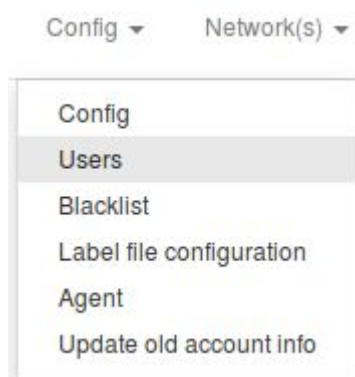 Config Network(s)
Config
Users
Blacklist
Label file configuration
Agent
Update old account info